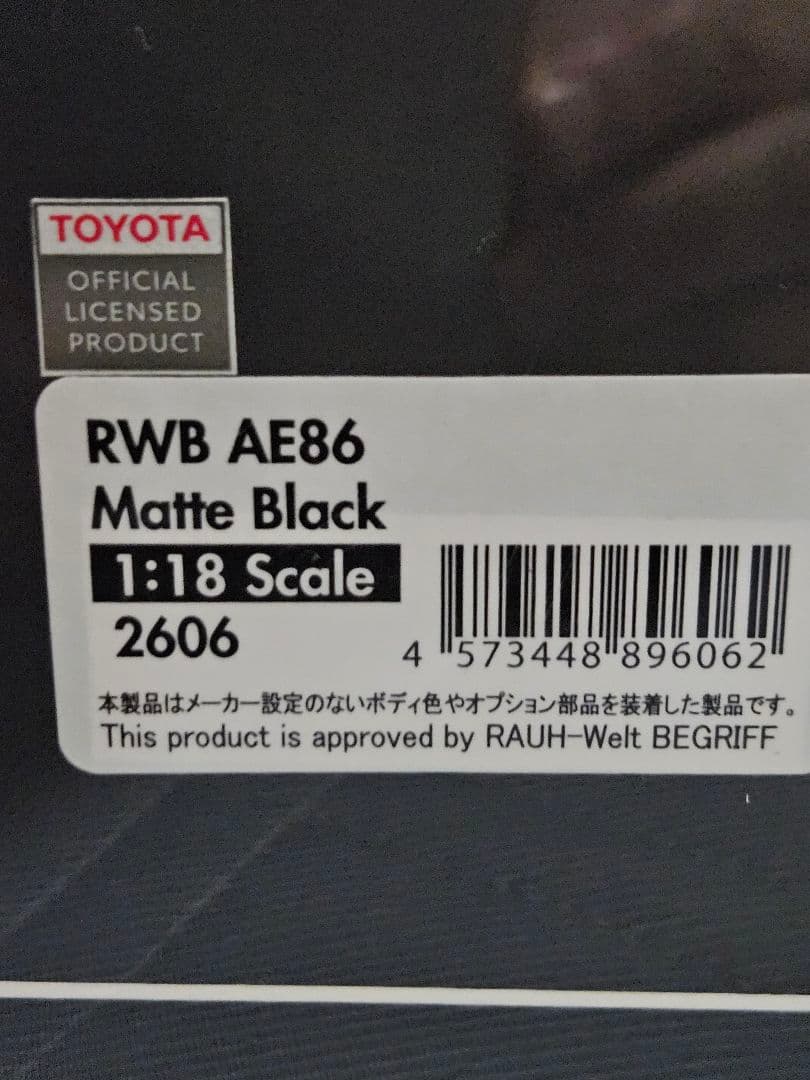 TOYOTA
OFFICIAL
LICENSED
PRODUCT
RWB AE86
Matte Black
1:18 Scale
2606
4 573448 896062
本製品はメーカー設定のないボディ色やオプション部品を装着した製品です。
This product is approved by RAUH-Welt BEGRIFF